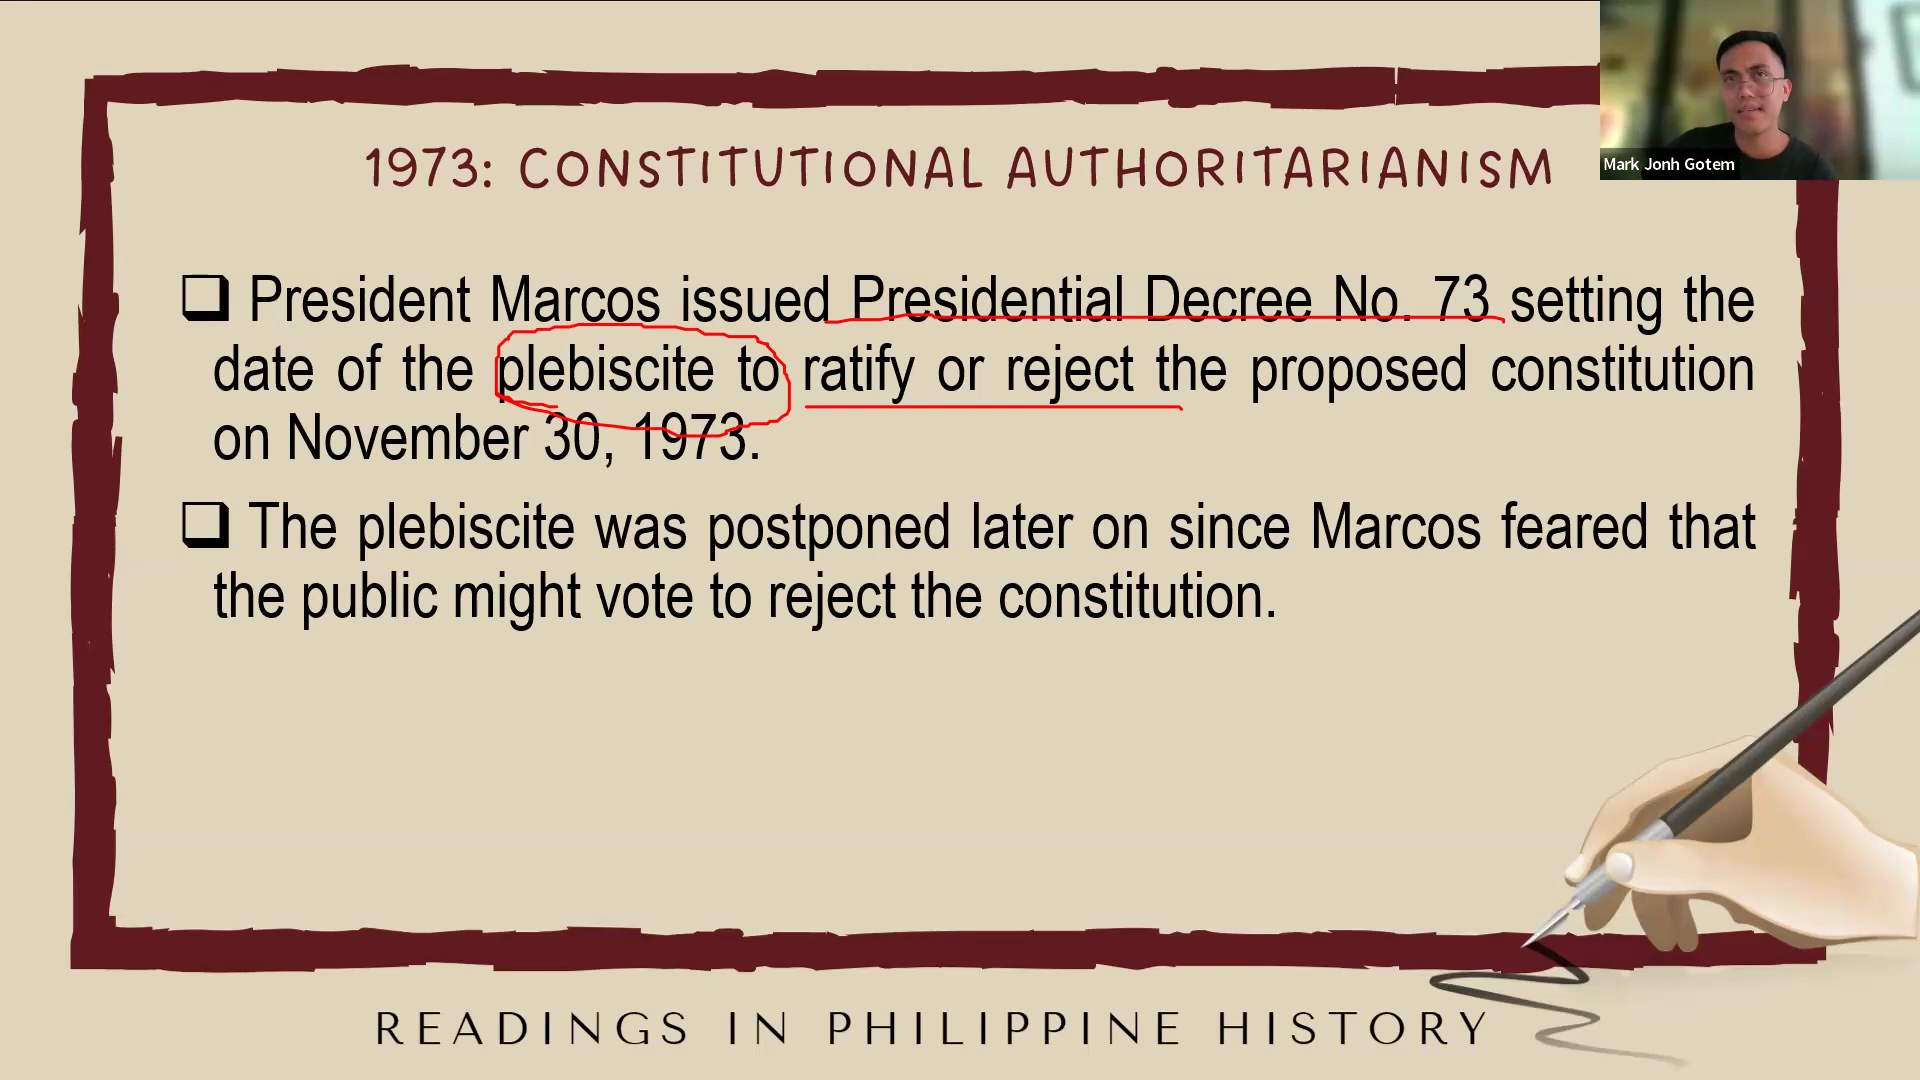 1973: CONSTITUTIONAL AUTHORITARIANISM
Mark Jonh Gotem
President Marcos issued Presidential Decree No. 73 setting the
date of the plebiscite to ratify or reject the proposed constitution
on November 30, 1973.
The plebiscite was postponed later on since Marcos feared that
the public might vote to reject the constitution.
READINGS IN PHILIPPINE HISTORY